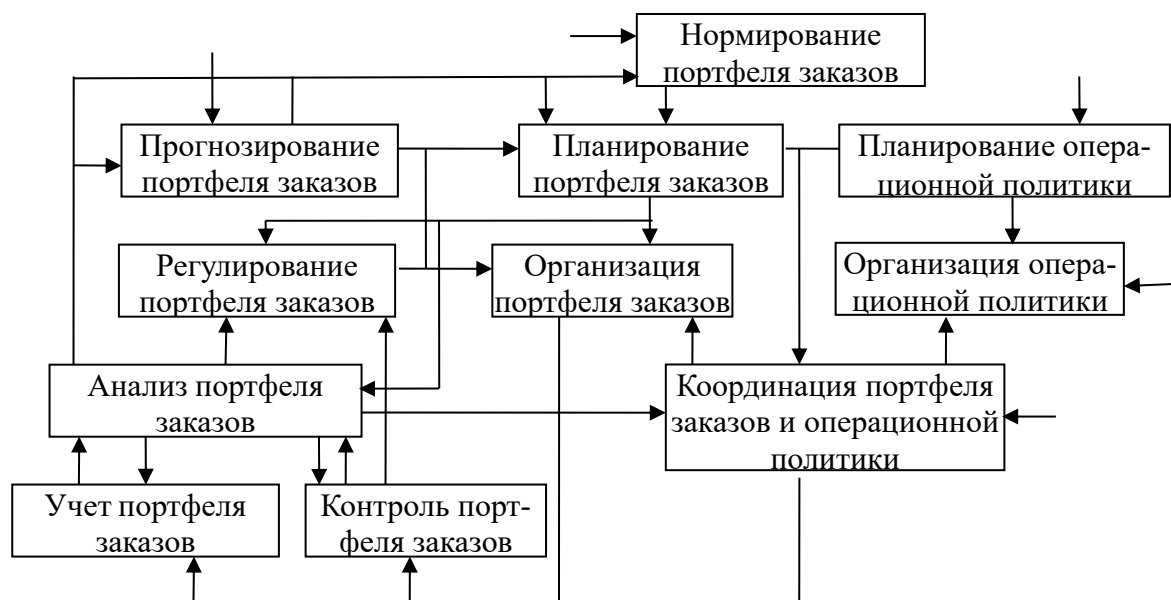 Нормирование
портфеля заказов
Прогнозирование
портфеля заказов
Планирование
портфеля заказов
Планирование опера-
ционной политики
Регулирование
портфеля заказов
Организация
портфеля заказов
Организация опера-
ционной политики
Анализ портфеля
заказов
Координация портфеля
заказов и операционной
политики
Учет портфеля
заказов
Контроль порт-
феля заказов